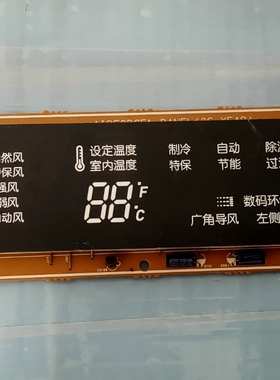 设定温度 制冷 自动 除
室内温度 特保 节能 过
然风
保风
强风
弱风
动风
88°F
°C
数码环
广角导风 左侧